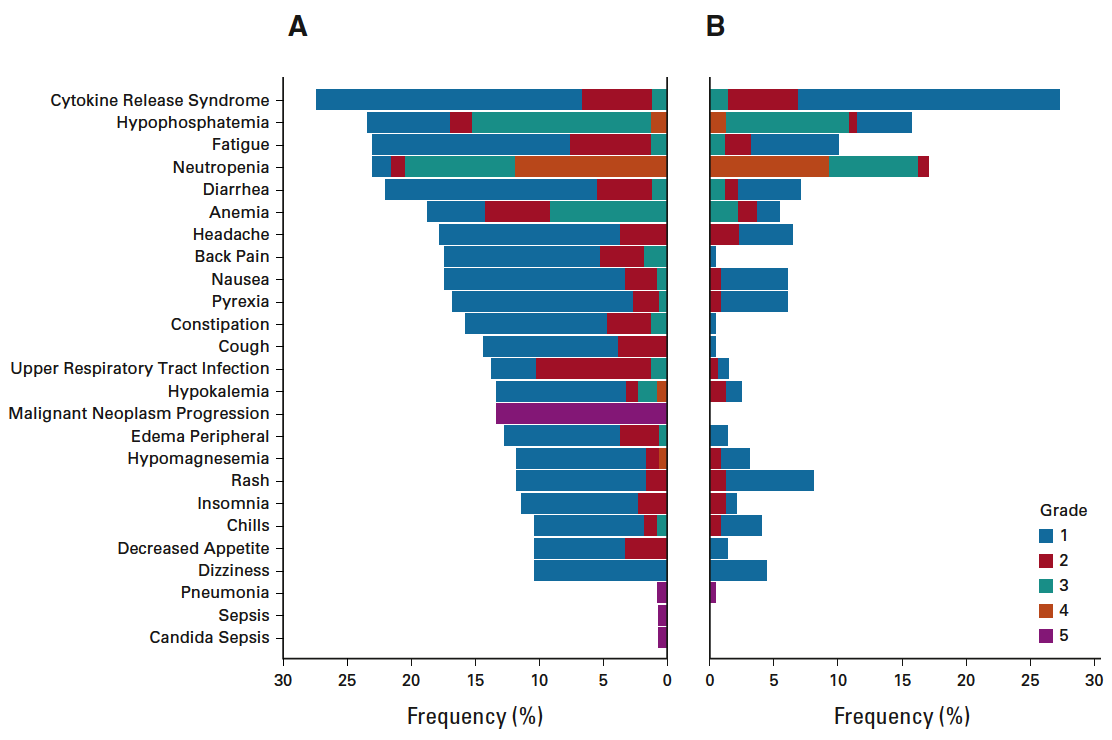 A
B
Cytokine Release Syndrome
Hypophosphatemia
Fatigue
Neutropenia
Diarrhea
Anemia
Headache
Back Pain
Nausea
Pyrexia
Constipation
Cough
Upper Respiratory Tract Infection
Hypokalemia
Malignant Neoplasm Progression
Edema Peripheral
Hypomagnesemia
Rash
Insomnia
Chills
Decreased Appetite
Dizziness
Pneumonia
Sepsis
Candida Sepsis
30 25 20 15 10 5 0
Frequency (%)
0 5 10 15 20 25 30
Frequency (%)
Grade
1
2
3
4
5